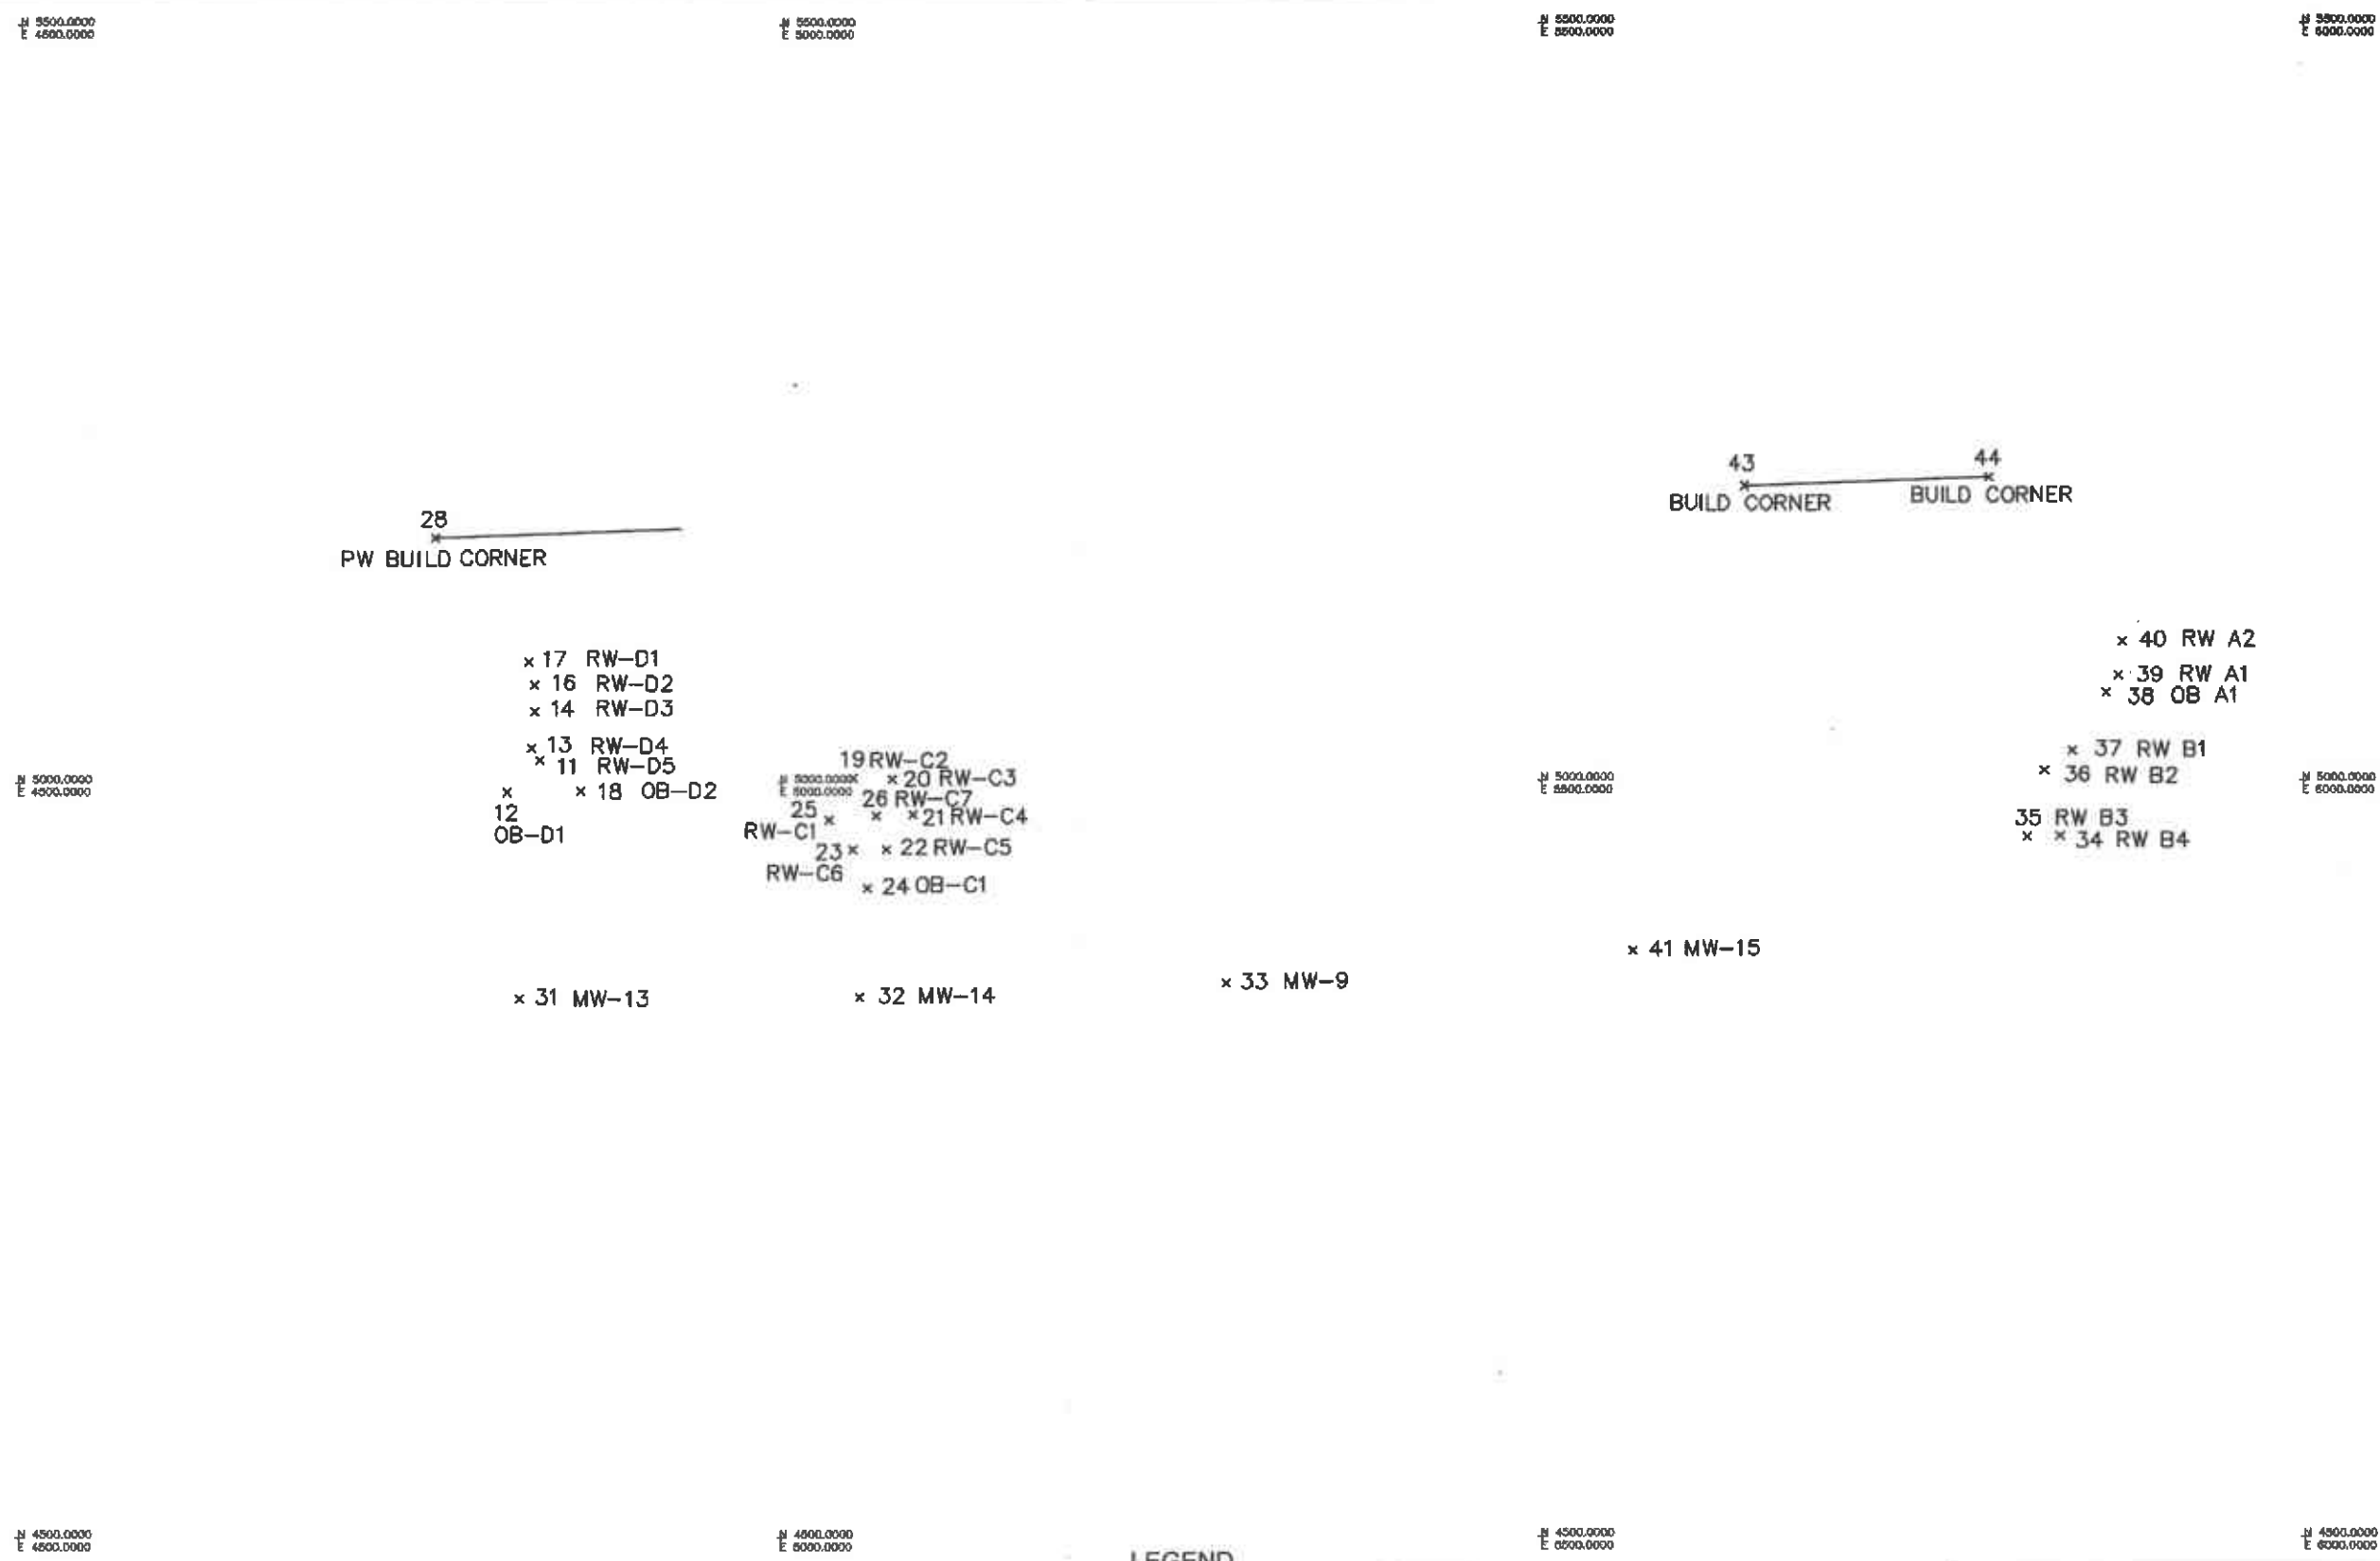 N 5500.0000
E 4500.0000
N 5500.0000
E 5000.0000
N 5500.0000
E 5500.0000
N 5500.0000
E 6000.0000
43
44
BUILD CORNER
BUILD CORNER
28
PW BUILD CORNER
17 RW-D1
16 RW-D2
14 RW-D3
13 RW-D4
11 RW-D5
18 OB-D2
12
OB-D1
40 RW A2
39 RW A1
38 OB A1
37 RW B1
36 RW B2
35 RW B3
34 RW B4
N 5000.0000
E 4500.0000
19 RW-C2
N 5000.0000
E 5000.0000
20 RW-C3
26 RW-C7
25
21 RW-C4
RW-C1
23
22 RW-C5
RW-C6
24 OB-C1
N 5000.0000
E 5500.0000
N 5000.0000
E 6000.0000
41 MW-15
33 MW-9
31 MW-13
32 MW-14
N 4500.0000
E 4500.0000
N 4500.0000
E 5000.0000
N 4500.0000
E 5500.0000
N 4500.0000
E 6000.0000
LEGEND